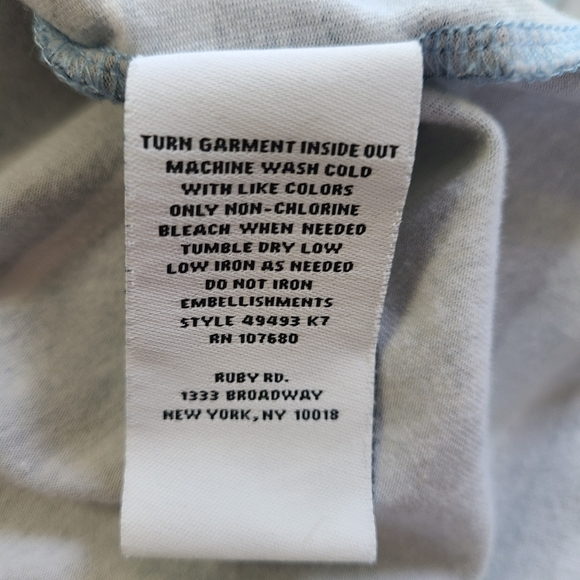 TURN GARMENT INSIDE OUT
MACHINE WASH COLD
WITH LIKE COLORS
ONLY NON-CHLORINE
BLEACH WHEN NEEDED
TUMBLE DRY LOW
LOW IRON AS NEEDED
DO NOT IRON
EMBELLISHMENTS
STYLE 49493 K7
RN 107680
RUBY RD.
1333 BROADWAY
NEW YORK, NY 10018